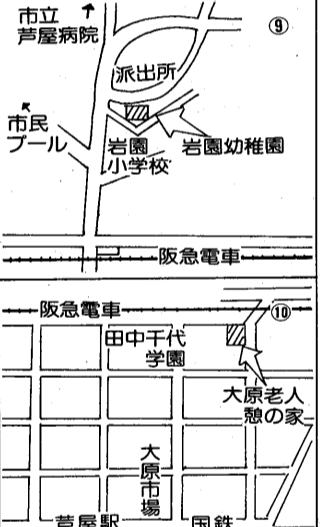 市立
芦屋病院
⑨
派出所
市民
プール
岩園
小学校
岩園幼稚園
阪急電車
阪急電車
⑩
田中千代
学園
大原老人
憩の家
大原市場
芦屋駅
国鉄